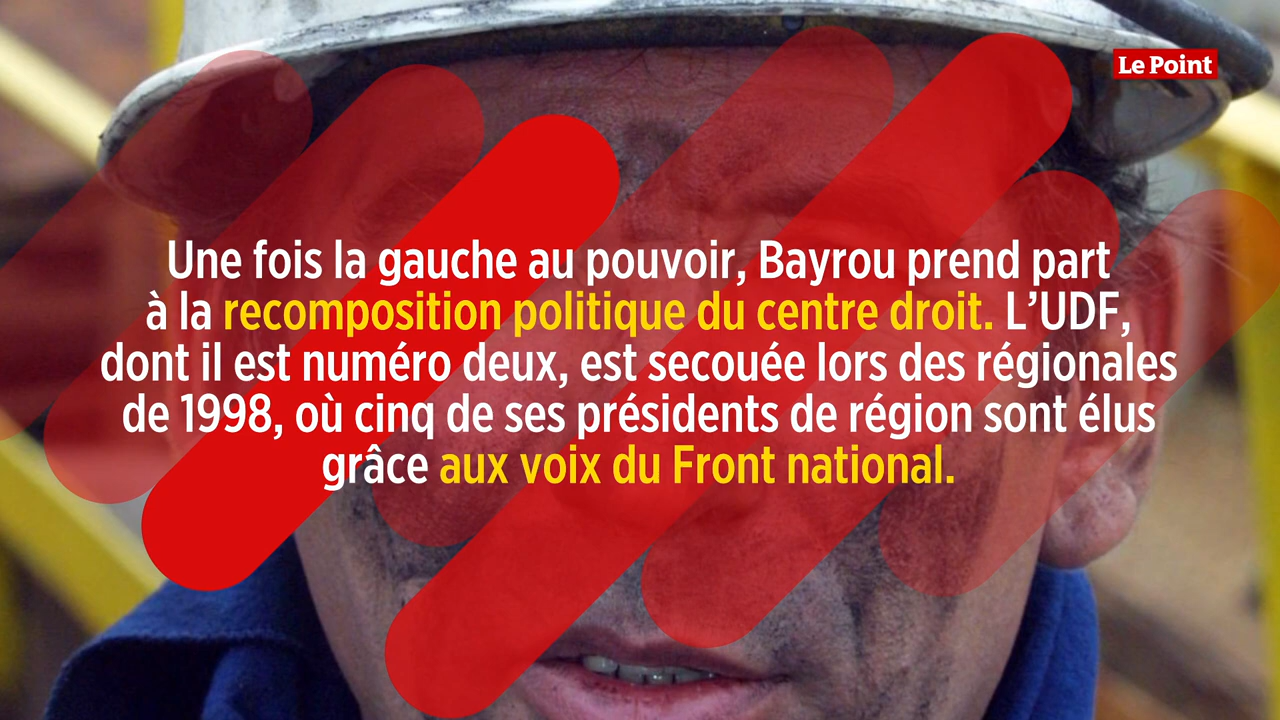 Le Point
Une fois la gauche au pouvoir, Bayrou prend part
à la recomposition politique du centre droit. L’UDF,
dont il est numéro deux, est secouée lors des régionales
de 1998, où cinq de ses présidents de région sont élus
grâce aux voix du Front national.